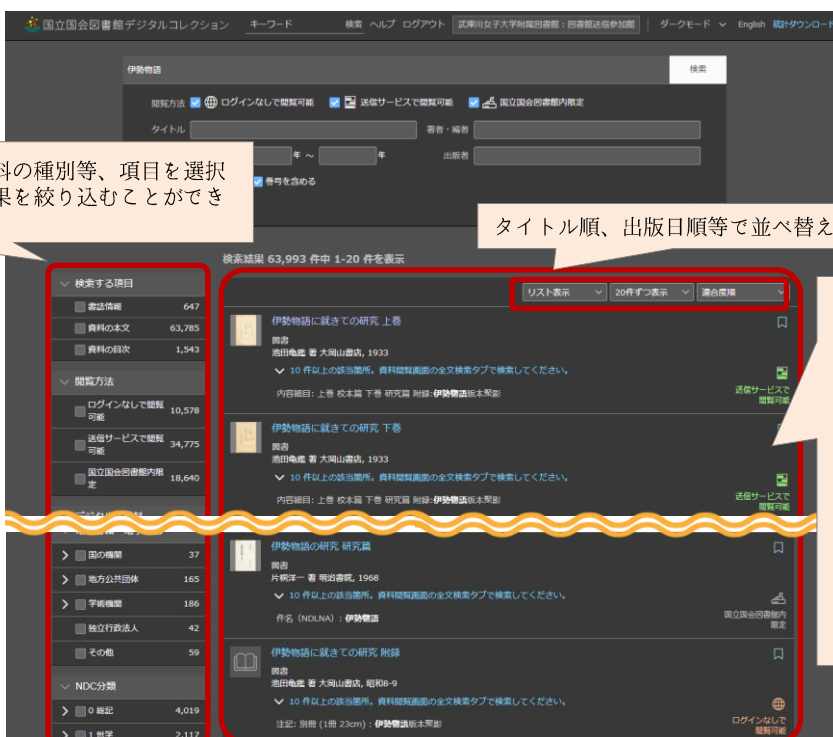 国立国会図書館デジタルコレクション
キーワード
検索 ヘルプ ログアウト
武庫川女子大学附属図書館：図書館送信参加館
ダークモード
English
統計ダウンロード
伊勢物語
検索
閲覧方法
ログインなしで閲覧可能
送信サービスで閲覧可能
国立国会図書館内限定
タイトル
著者・編者
年 ～
年
出版者
巻号を含める
料の種別等、項目を選択
果を絞り込むことができ
タイトル順、出版日順等で並べ替え
検索結果 63,993 件中 1-20 件を表示
検索する項目
書誌情報 647
資料の本文 63,785
資料の目次 1,543
閲覧方法
ログインなしで閲覧可能 10,578
送信サービスで閲覧可能 34,775
国立国会図書館内限定 18,640
国の機関 37
地方公共団体 165
学術機関 186
独立行政法人 42
その他 59
NDC分類
0 総記 4,019
1 哲学 2,117
リスト表示
20件ずつ表示
適合度順
伊勢物語に就きての研究 上巻
図書
池田亀鑑 著 大岡山書店, 1933
10 件以上の該当箇所。資料閲覧画面の全文検索タブで検索してください。
内容細目: 上巻 校本篇 下巻 研究篇 附録:伊勢物語版本聚影
送信サービスで
閲覧可能
伊勢物語に就きての研究 下巻
図書
池田亀鑑 著 大岡山書店, 1933
10 件以上の該当箇所。資料閲覧画面の全文検索タブで検索してください。
内容細目: 上巻 校本篇 下巻 研究篇 附録:伊勢物語版本聚影
送信サービスで
閲覧可能
伊勢物語の研究 研究篇
図書
片桐洋一 著 明治書院, 1968
10 件以上の該当箇所。資料閲覧画面の全文検索タブで検索してください。
件名（NDLNA）: 伊勢物語
国立国会図書館内
限定
伊勢物語に就きての研究 附録
図書
池田亀鑑 著 大岡山書店, 昭和8-9
10 件以上の該当箇所。資料閲覧画面の全文検索タブで検索してください。
注記: 別冊 (1冊 23cm) : 伊勢物語版本聚影
ログインなしで
閲覧可能